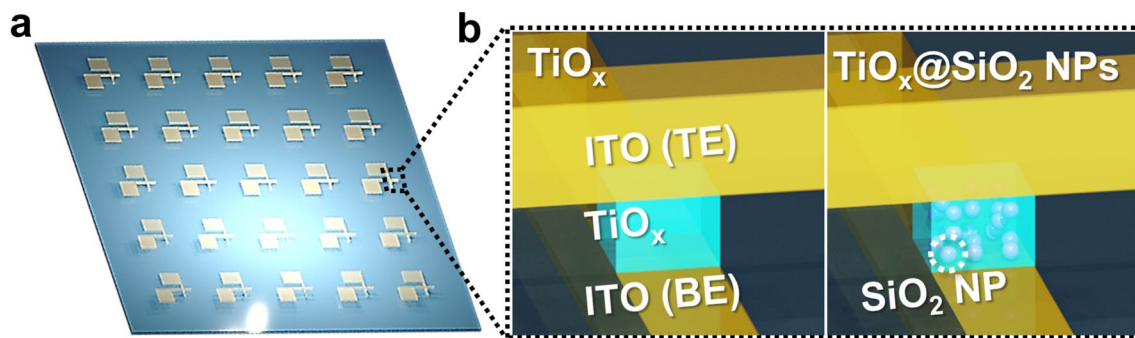 a
b
TiOₓ
ITO (TE)
TiOₓ
ITO (BE)
TiOₓ@SiO₂ NPs
SiO₂ NP